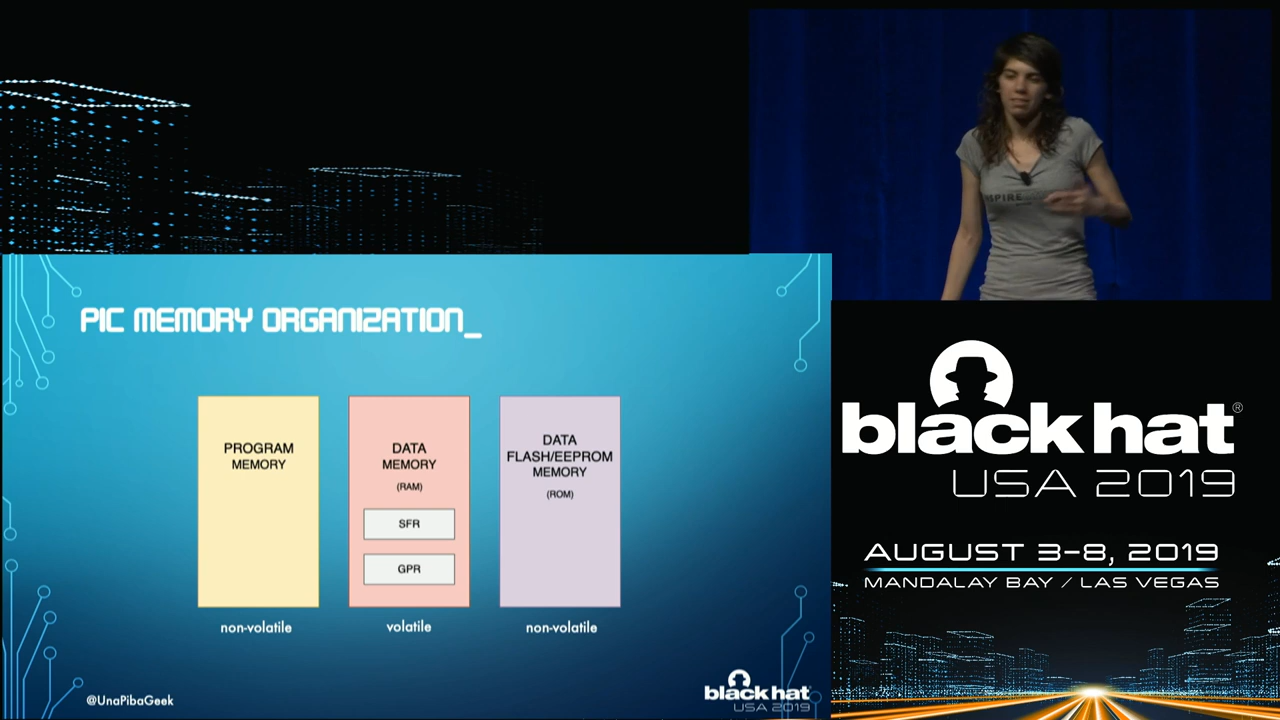 PIC MEMORY ORGANIZATION_
PROGRAM
MEMORY
non-volatile
DATA
MEMORY
(RAM)
SFR
GPR
volatile
DATA
FLASH/EEPROM
MEMORY
(ROM)
non-volatile
@UnaPibaGeek
black hat
USA 2019
black hat®
USA 2019
AUGUST 3-8, 2019
MANDALAY BAY / LAS VEGAS